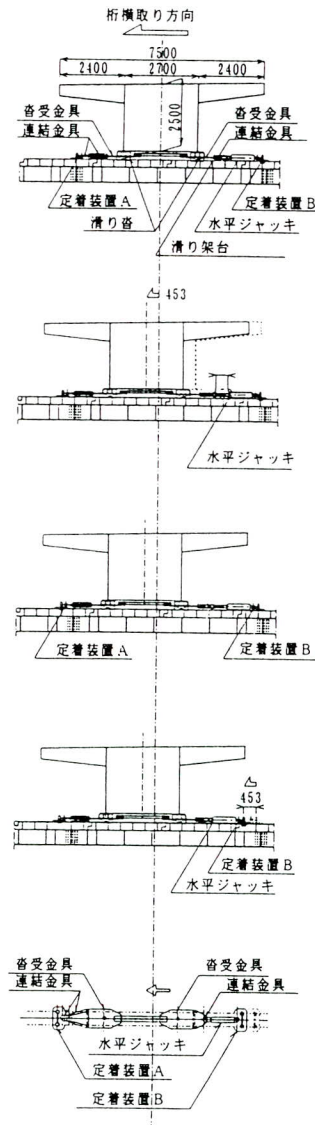 桁横取り方向
7500
2400 2700 2400
沓受金具 沓受金具
連結金具 2500 連結金具
定着装置A 水平ジャッキ 定着装置B
滑り沓 滑り架台
453
水平ジャッキ
定着装置A 定着装置B
453
定着装置B
水平ジャッキ
沓受金具 沓受金具
連結金具 連結金具
水平ジャッキ
定着装置A
定着装置B